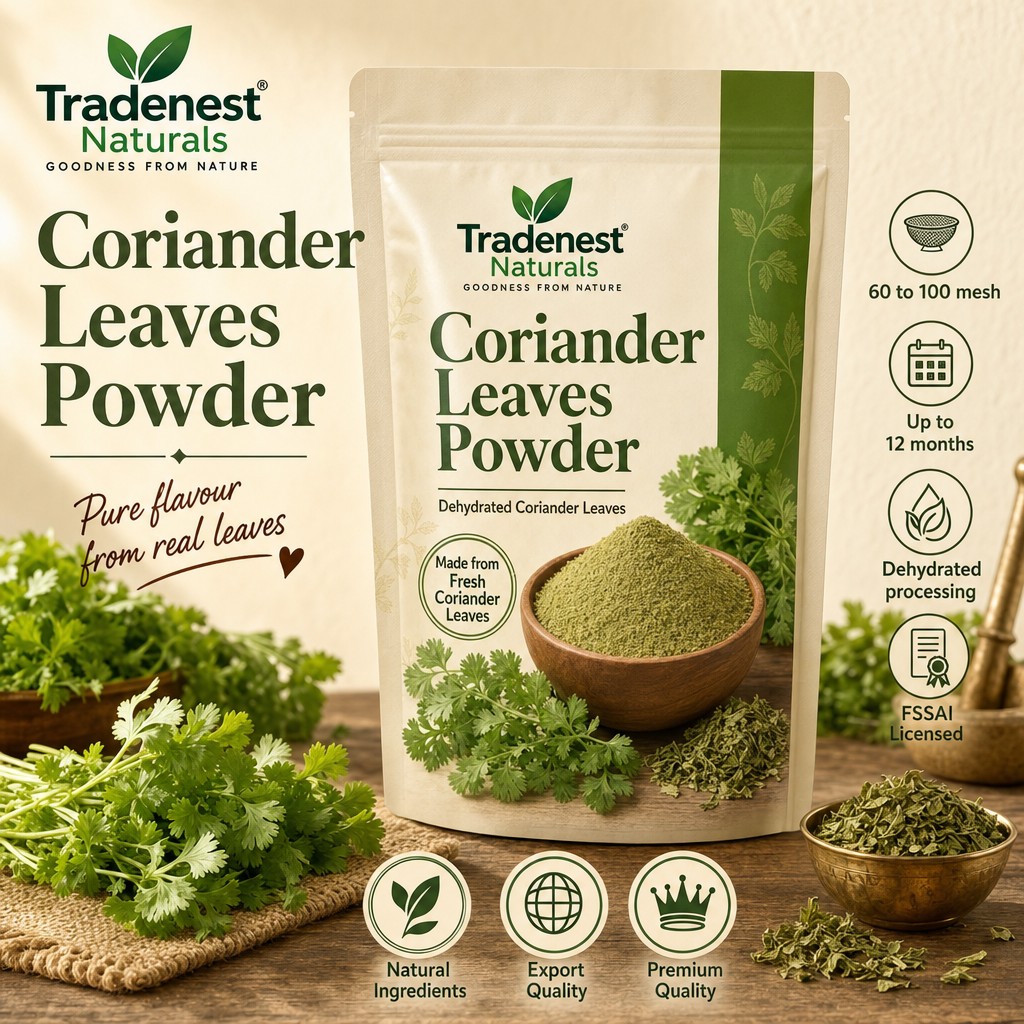 Tradenest®
Naturals
GOODNESS FROM NATURE
Coriander
Leaves
Powder
Pure flavour
from real leaves
Tradenest®
Naturals
GOODNESS FROM NATURE
Coriander
Leaves
Powder
Dehydrated Coriander Leaves
Made from
Fresh
Coriander
Leaves
60 to 100 mesh
Up to
12 months
Dehydrated
processing
FSSAI
Licensed
Natural
Ingredients
Export
Quality
Premium
Quality